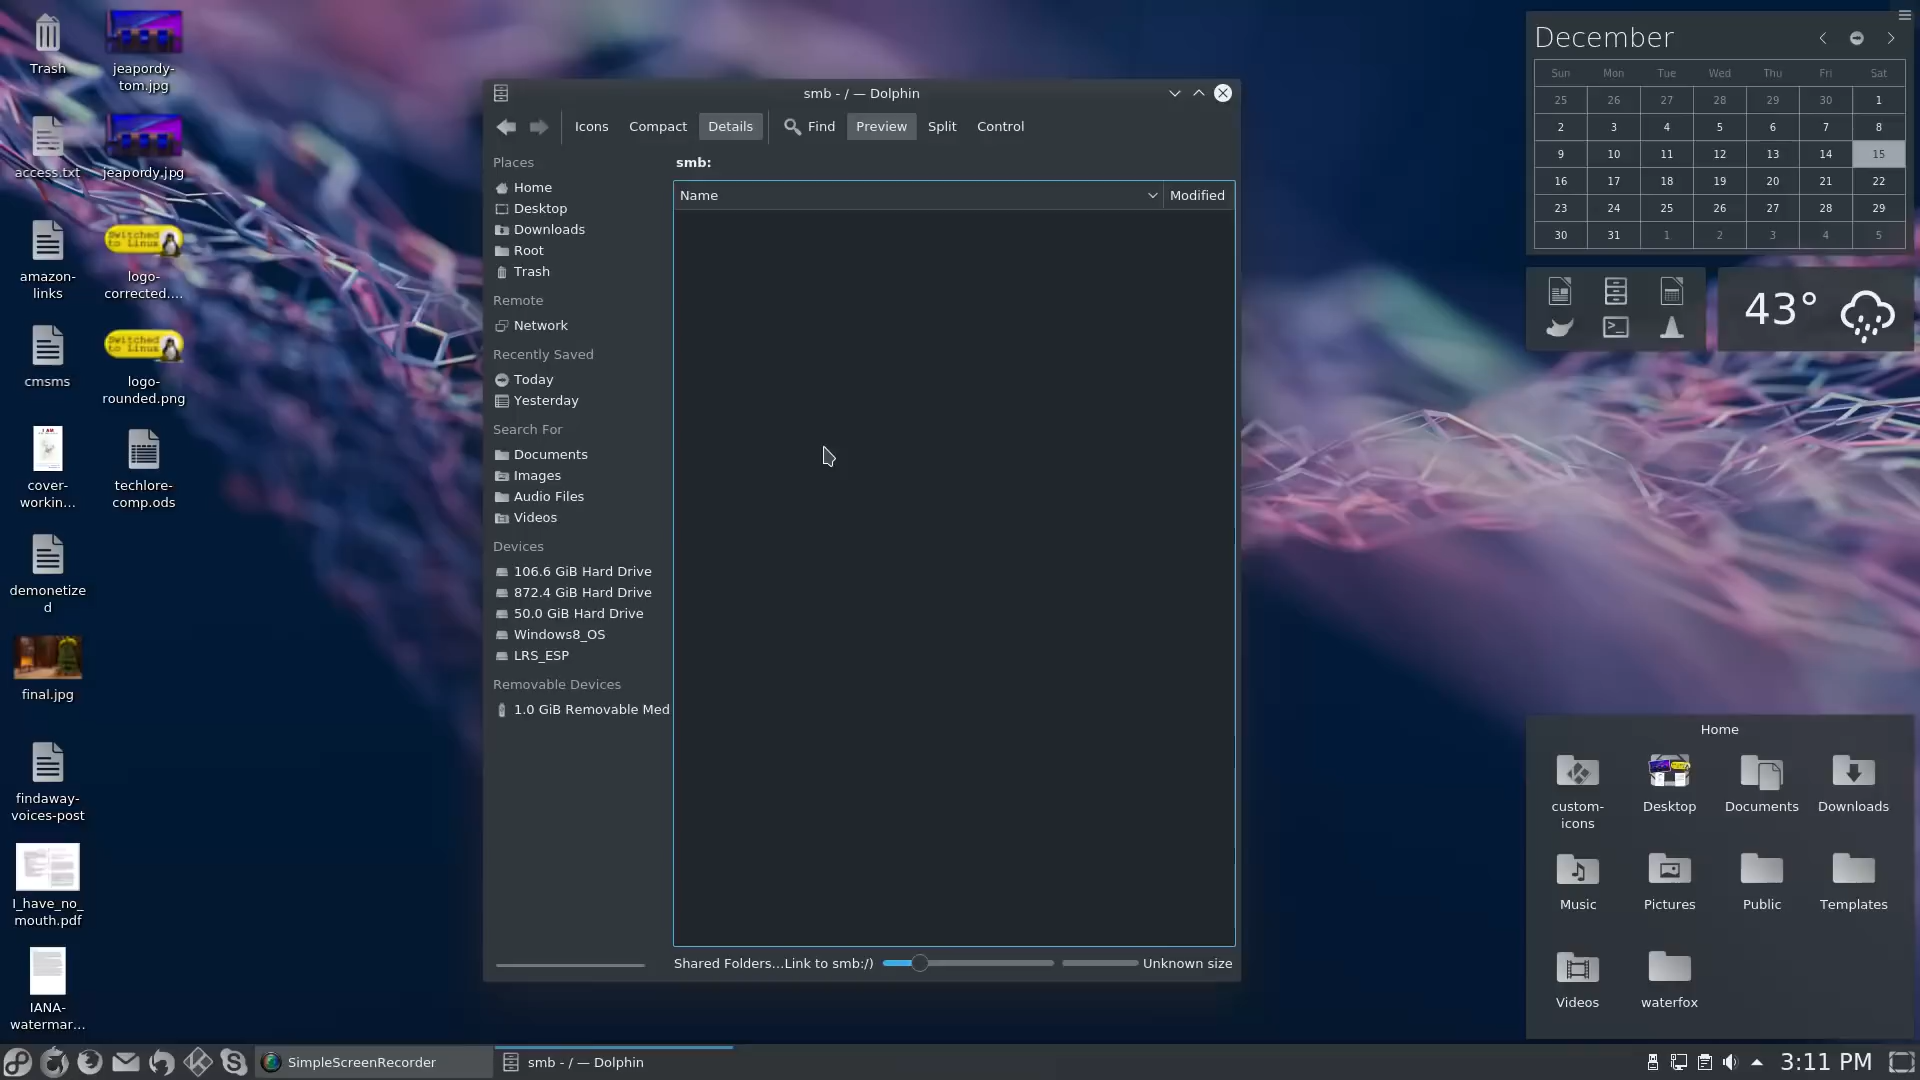 Trash
jeapordy-
tom.jpg
access.txt
jeapordy.jpg
amazon-
links
logo-
corrected....
cmsms
logo-
rounded.png
cover-
workin...
techlore-
comp.ods
demonetize
d
final.jpg
findaway-
voices-post
I_have_no_
mouth.pdf
IANA-
watermar...
smb - / — Dolphin
Icons
Compact
Details
Find
Preview
Split
Control
Places
Home
Desktop
Downloads
Root
Trash
Remote
Network
Recently Saved
Today
Yesterday
Search For
Documents
Images
Audio Files
Videos
Devices
106.6 GiB Hard Drive
872.4 GiB Hard Drive
50.0 GiB Hard Drive
Windows8_OS
LRS_ESP
Removable Devices
1.0 GiB Removable Med
smb:
Name
Modified
Shared Folders...Link to smb:/)
Unknown size
December
Sun Mon Tue Wed Thu Fri Sat
25 26 27 28 29 30 1
2 3 4 5 6 7 8
9 10 11 12 13 14 15
16 17 18 19 20 21 22
23 24 25 26 27 28 29
30 31 1 2 3 4 5
43°
Home
custom-
icons
Desktop
Documents
Downloads
Music
Pictures
Public
Templates
Videos
waterfox
SimpleScreenRecorder
smb - / — Dolphin
3:11 PM